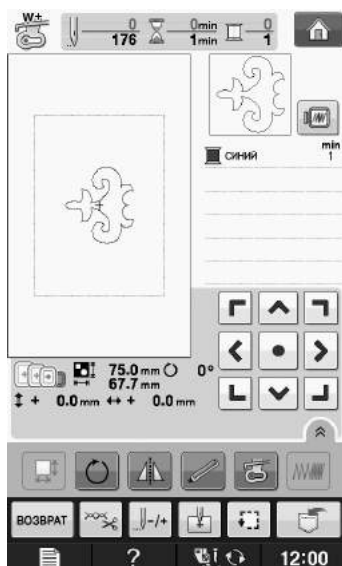 W+
0 0min 0
176 1min 1
min
СИНИЙ 1
75.0 mm 0°
67.7 mm
+ 0.0 mm + 0.0 mm
ВОЗВРАТ -/+
? i 12:00